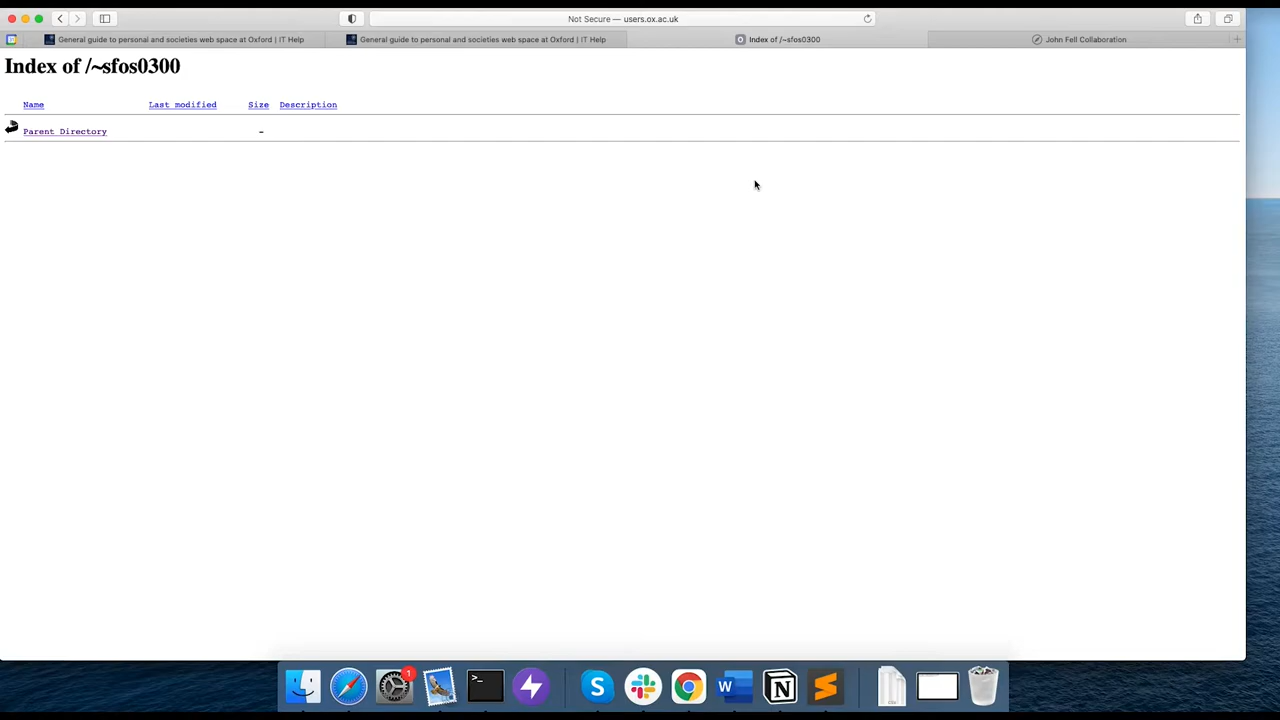 Not Secure — users.ox.ac.uk
General guide to personal and societies web space at Oxford | IT Help
General guide to personal and societies web space at Oxford | IT Help
Index of /~sfos0300
John Fell Collaboration
Index of /~sfos0300
Name Last modified Size Description
Parent Directory -
1
>_
S
W
N